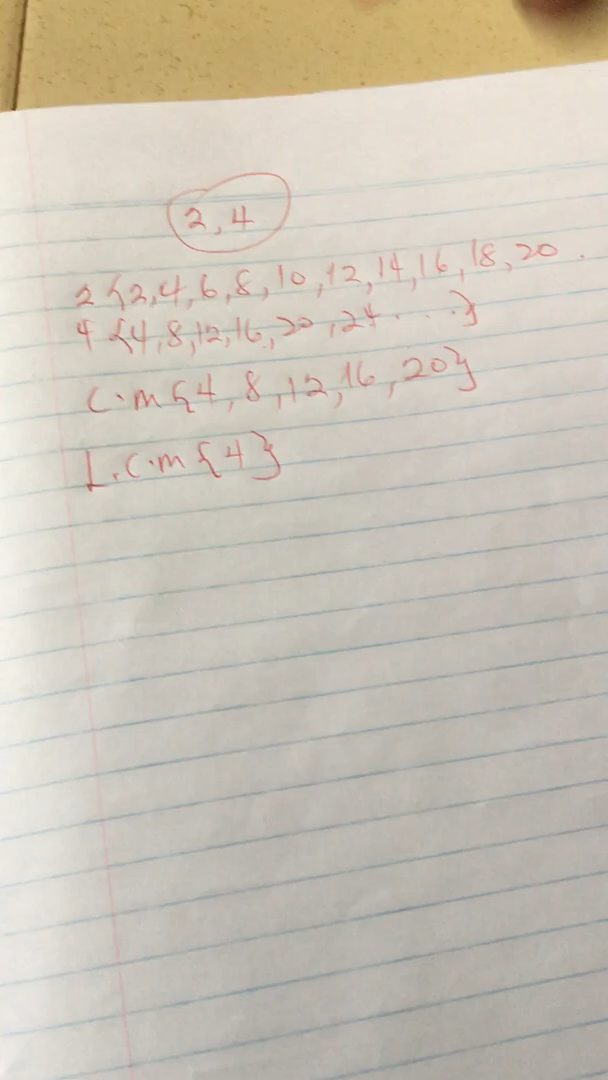 2,4
2 {2,4,6,8,10,12,14,16,18,20.
4 {4,8,12,16,20,24....}
C.m {4,8,12,16,20}
L.C.m {4}